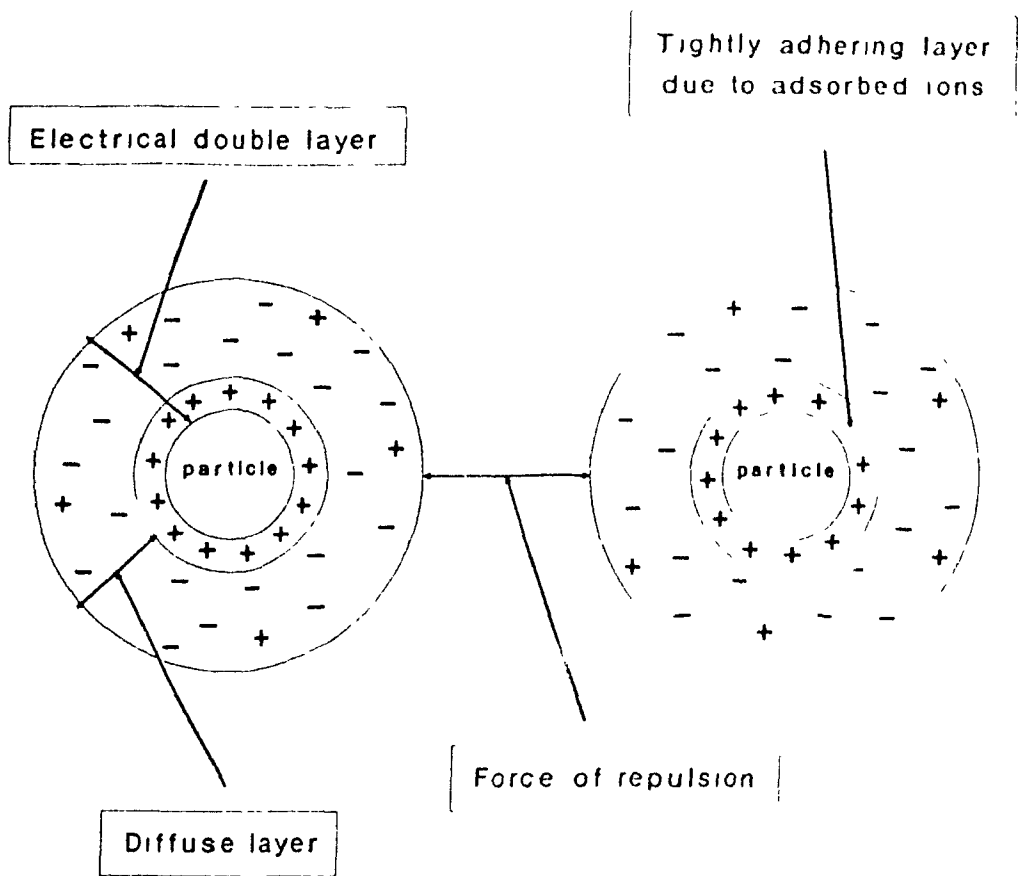 Tightly adhering layer
due to adsorbed ions
Electrical double layer
particle
particle
Force of repulsion
Diffuse layer